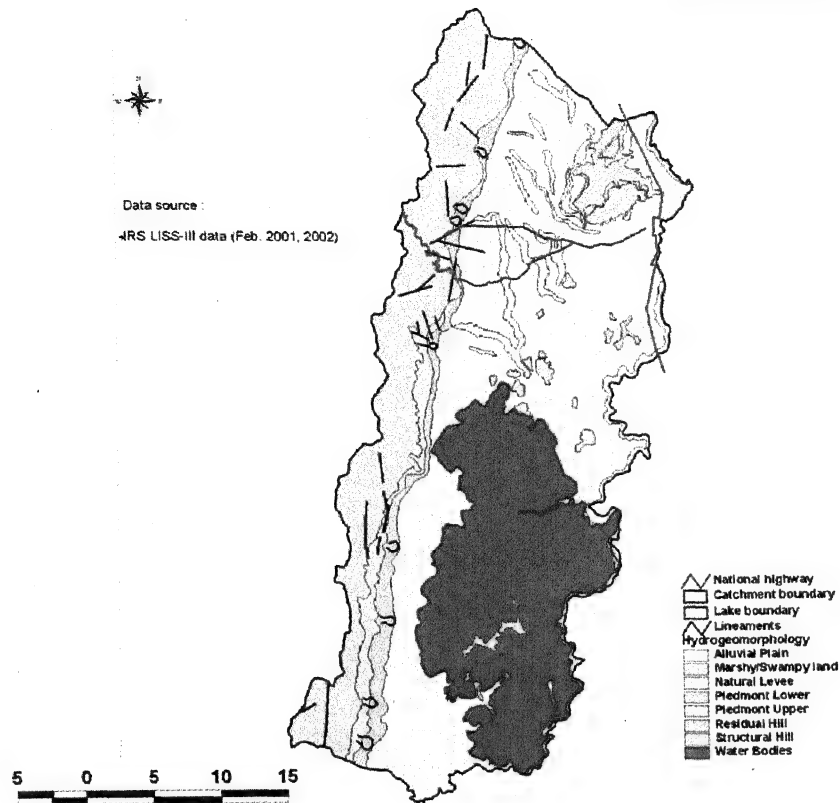 Data source :
IRS LISS-III data (Feb. 2001, 2002)
National highway
Catchment boundary
Lake boundary
Lineaments
Hydrogeomorphology
Alluvial Plain
Marshy/Swampy land
Natural Levee
Piedmont Lower
Piedmont Upper
Residual Hill
Structural Hill
Water Bodies
5 0 5 10 15